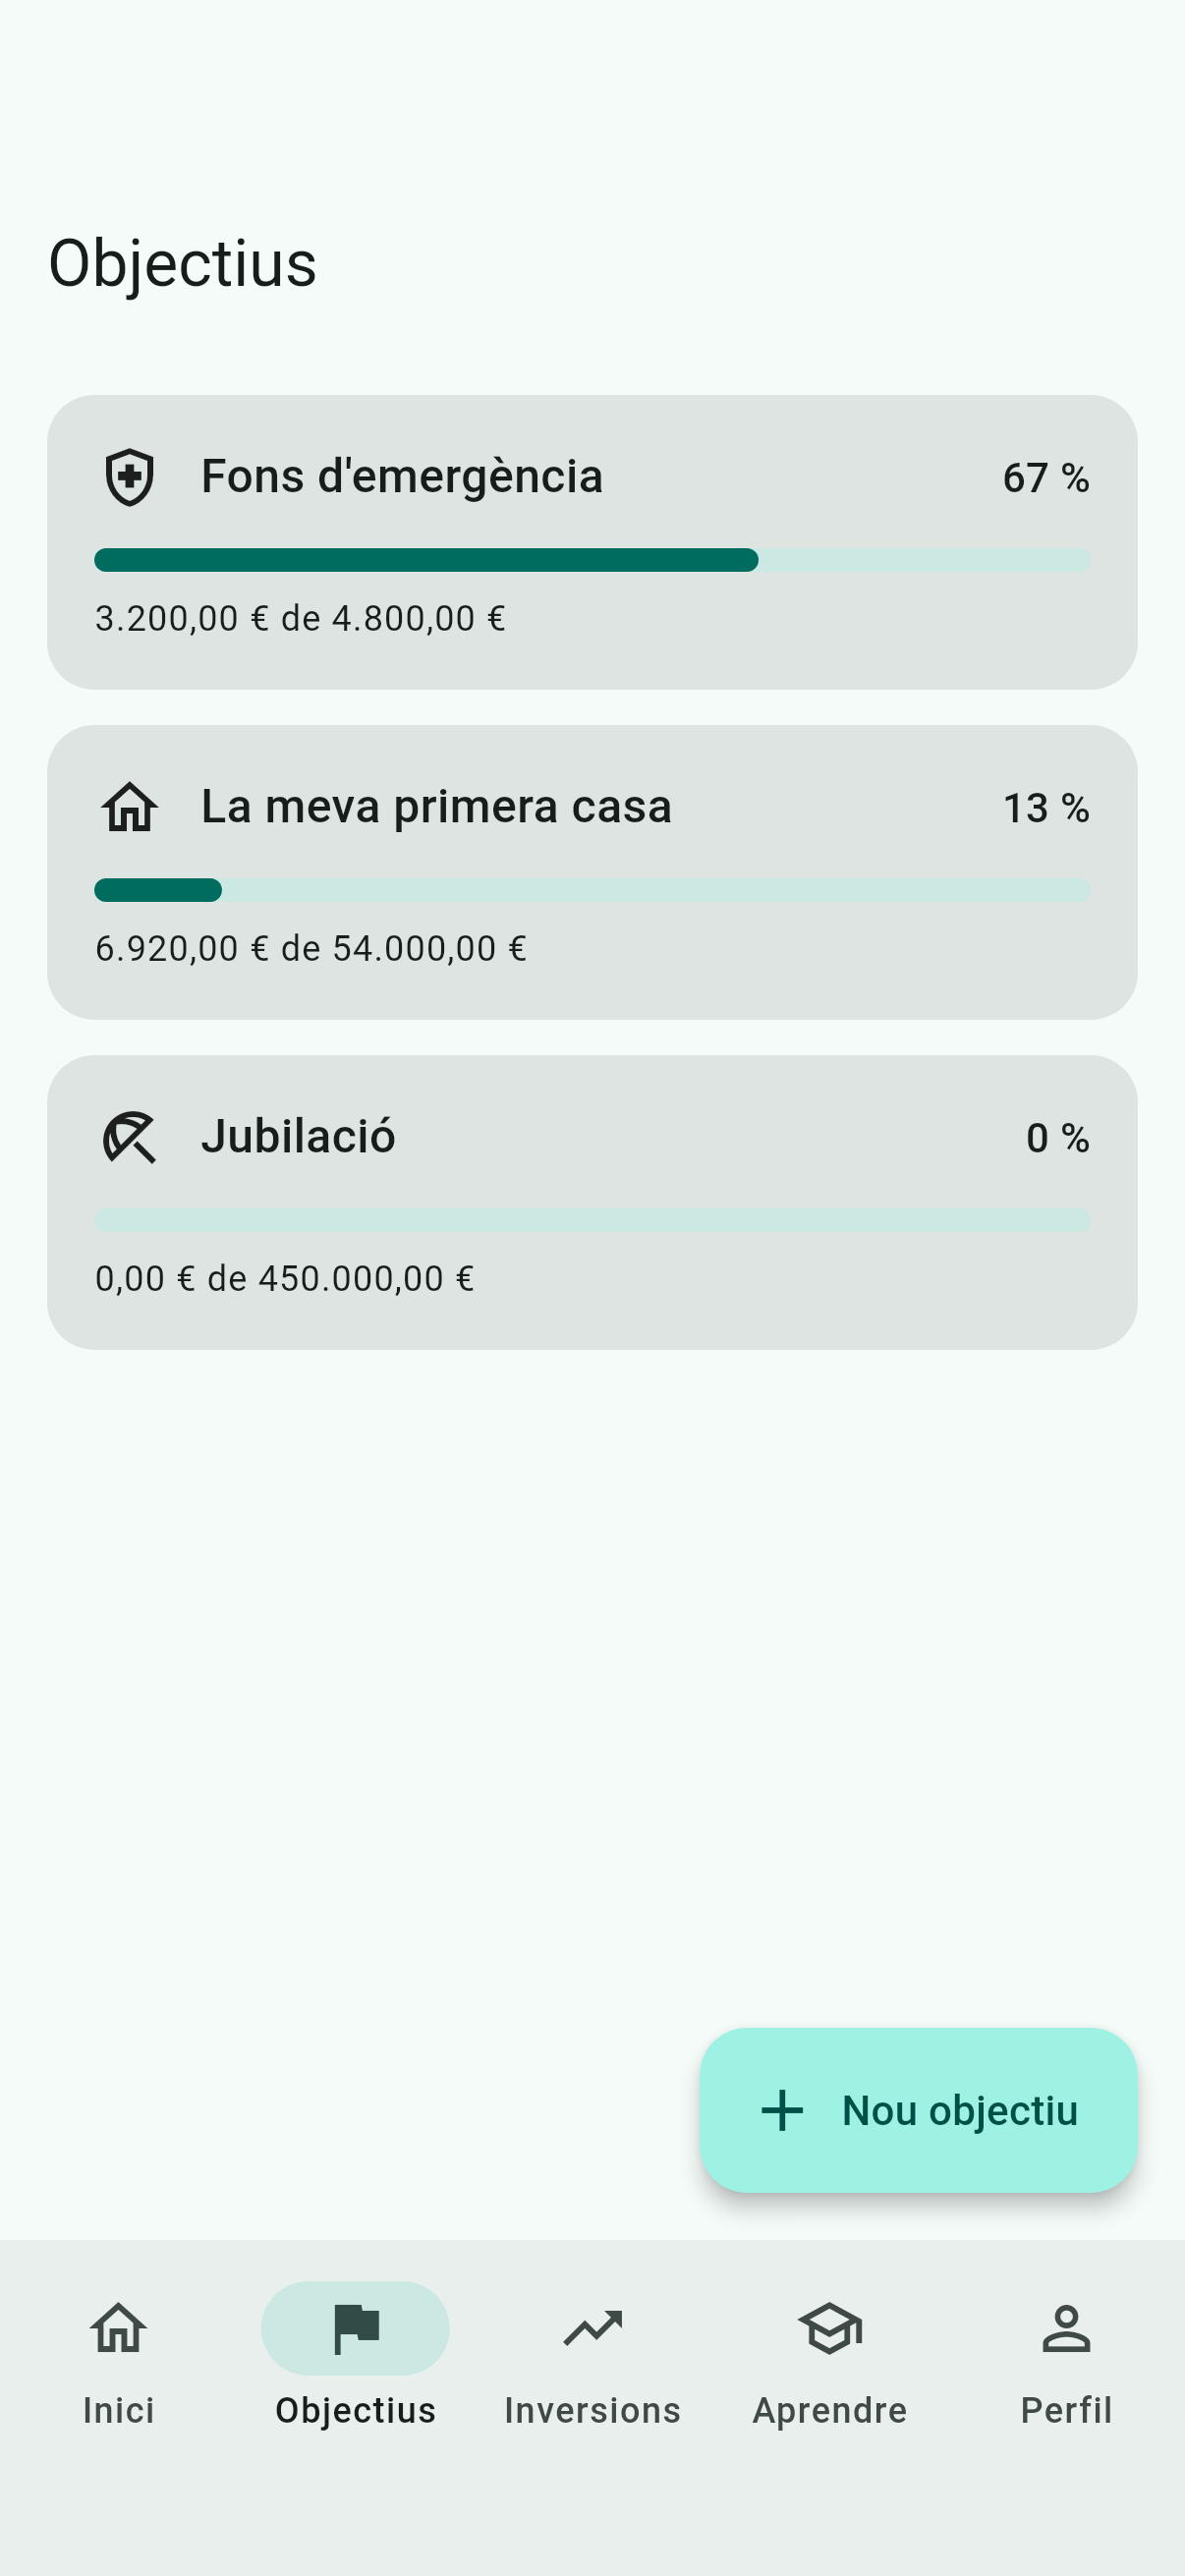 Objectius
Fons d'emergència
67 %
3.200,00 € de 4.800,00 €
La meva primera casa
13 %
6.920,00 € de 54.000,00 €
Jubilació
0 %
0,00 € de 450.000,00 €
Nou objectiu
Inici
Objectius
Inversions
Aprendre
Perfil